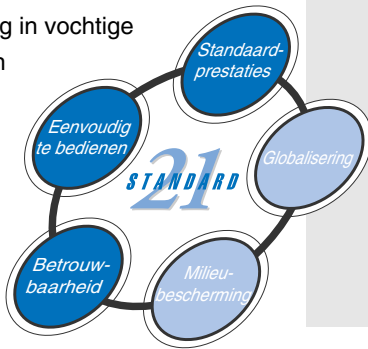 g in vochtige
n
Standaard-
prestaties
Eenvoudig
te bedienen
Globalisering
21
STANDARD
Betrouw-
baarheid
Milieu-
bescherming